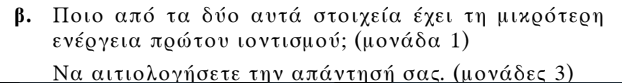 β. Ποιο από τα δύο αυτά στοιχεία έχει τη μικρότερη
ενέργεια πρώτου ιοντισμού; (μονάδα 1)
Να αιτιολογήσετε την απάντησή σας. (μονάδες 3)